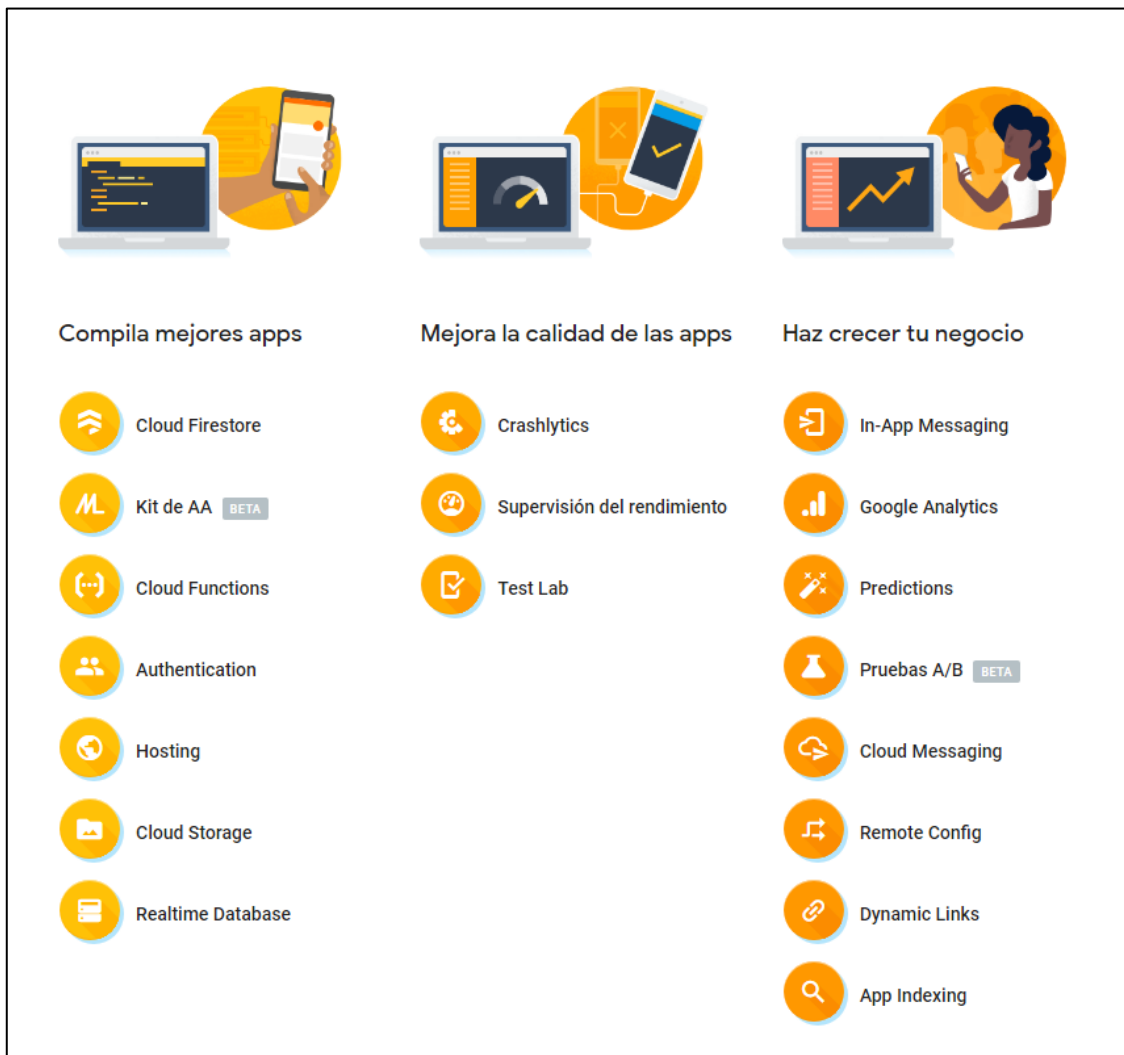 Compila mejores apps
Cloud Firestore
Kit de AA BETA
Cloud Functions
Authentication
Hosting
Cloud Storage
Realtime Database
Mejora la calidad de las apps
Crashlytics
Supervisión del rendimiento
Test Lab
Haz crecer tu negocio
In-App Messaging
Google Analytics
Predictions
Pruebas A/B BETA
Cloud Messaging
Remote Config
Dynamic Links
App Indexing